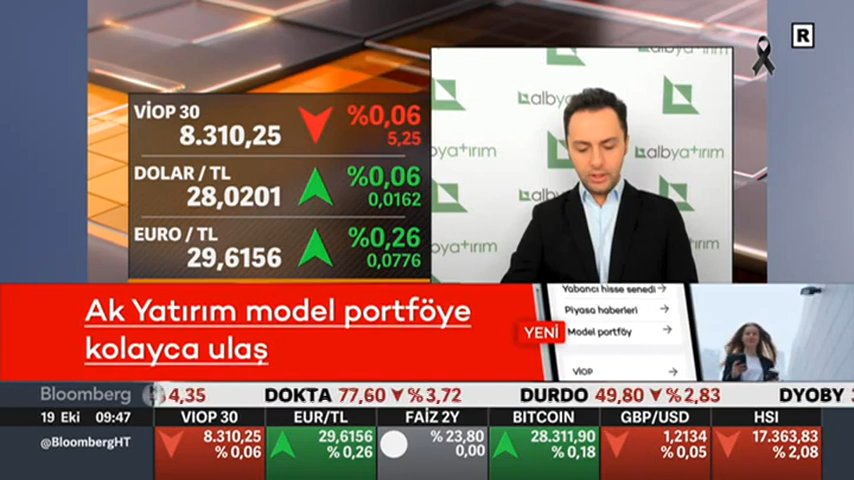 R
VİOP 30
8.310,25
%0,06
5,25
DOLAR / TL
28,0201
%0,06
0,0162
EURO / TL
29,6156
%0,26
0,0776
albyatırım
albyatırım
albyatırım
Ak Yatırım model portföye
kolayca ulaş
YENİ
Yabancı hisse senedi
Piyasa haberleri
Model portföy
VİOP
Bloomberg
4,35 DOKTA 77,60 %3,72 DURDO 49,80 %2,83 DYOBY
19 Eki 09:47
@BloombergHT
VIOP 30
8.310,25
% 0,06
EUR/TL
29,6156
% 0,26
FAİZ 2Y
% 23,80
0,00
BITCOIN
28.311,90
% 0,18
GBP/USD
1,2134
% 0,05
HSI
17.363,83
% 2,08